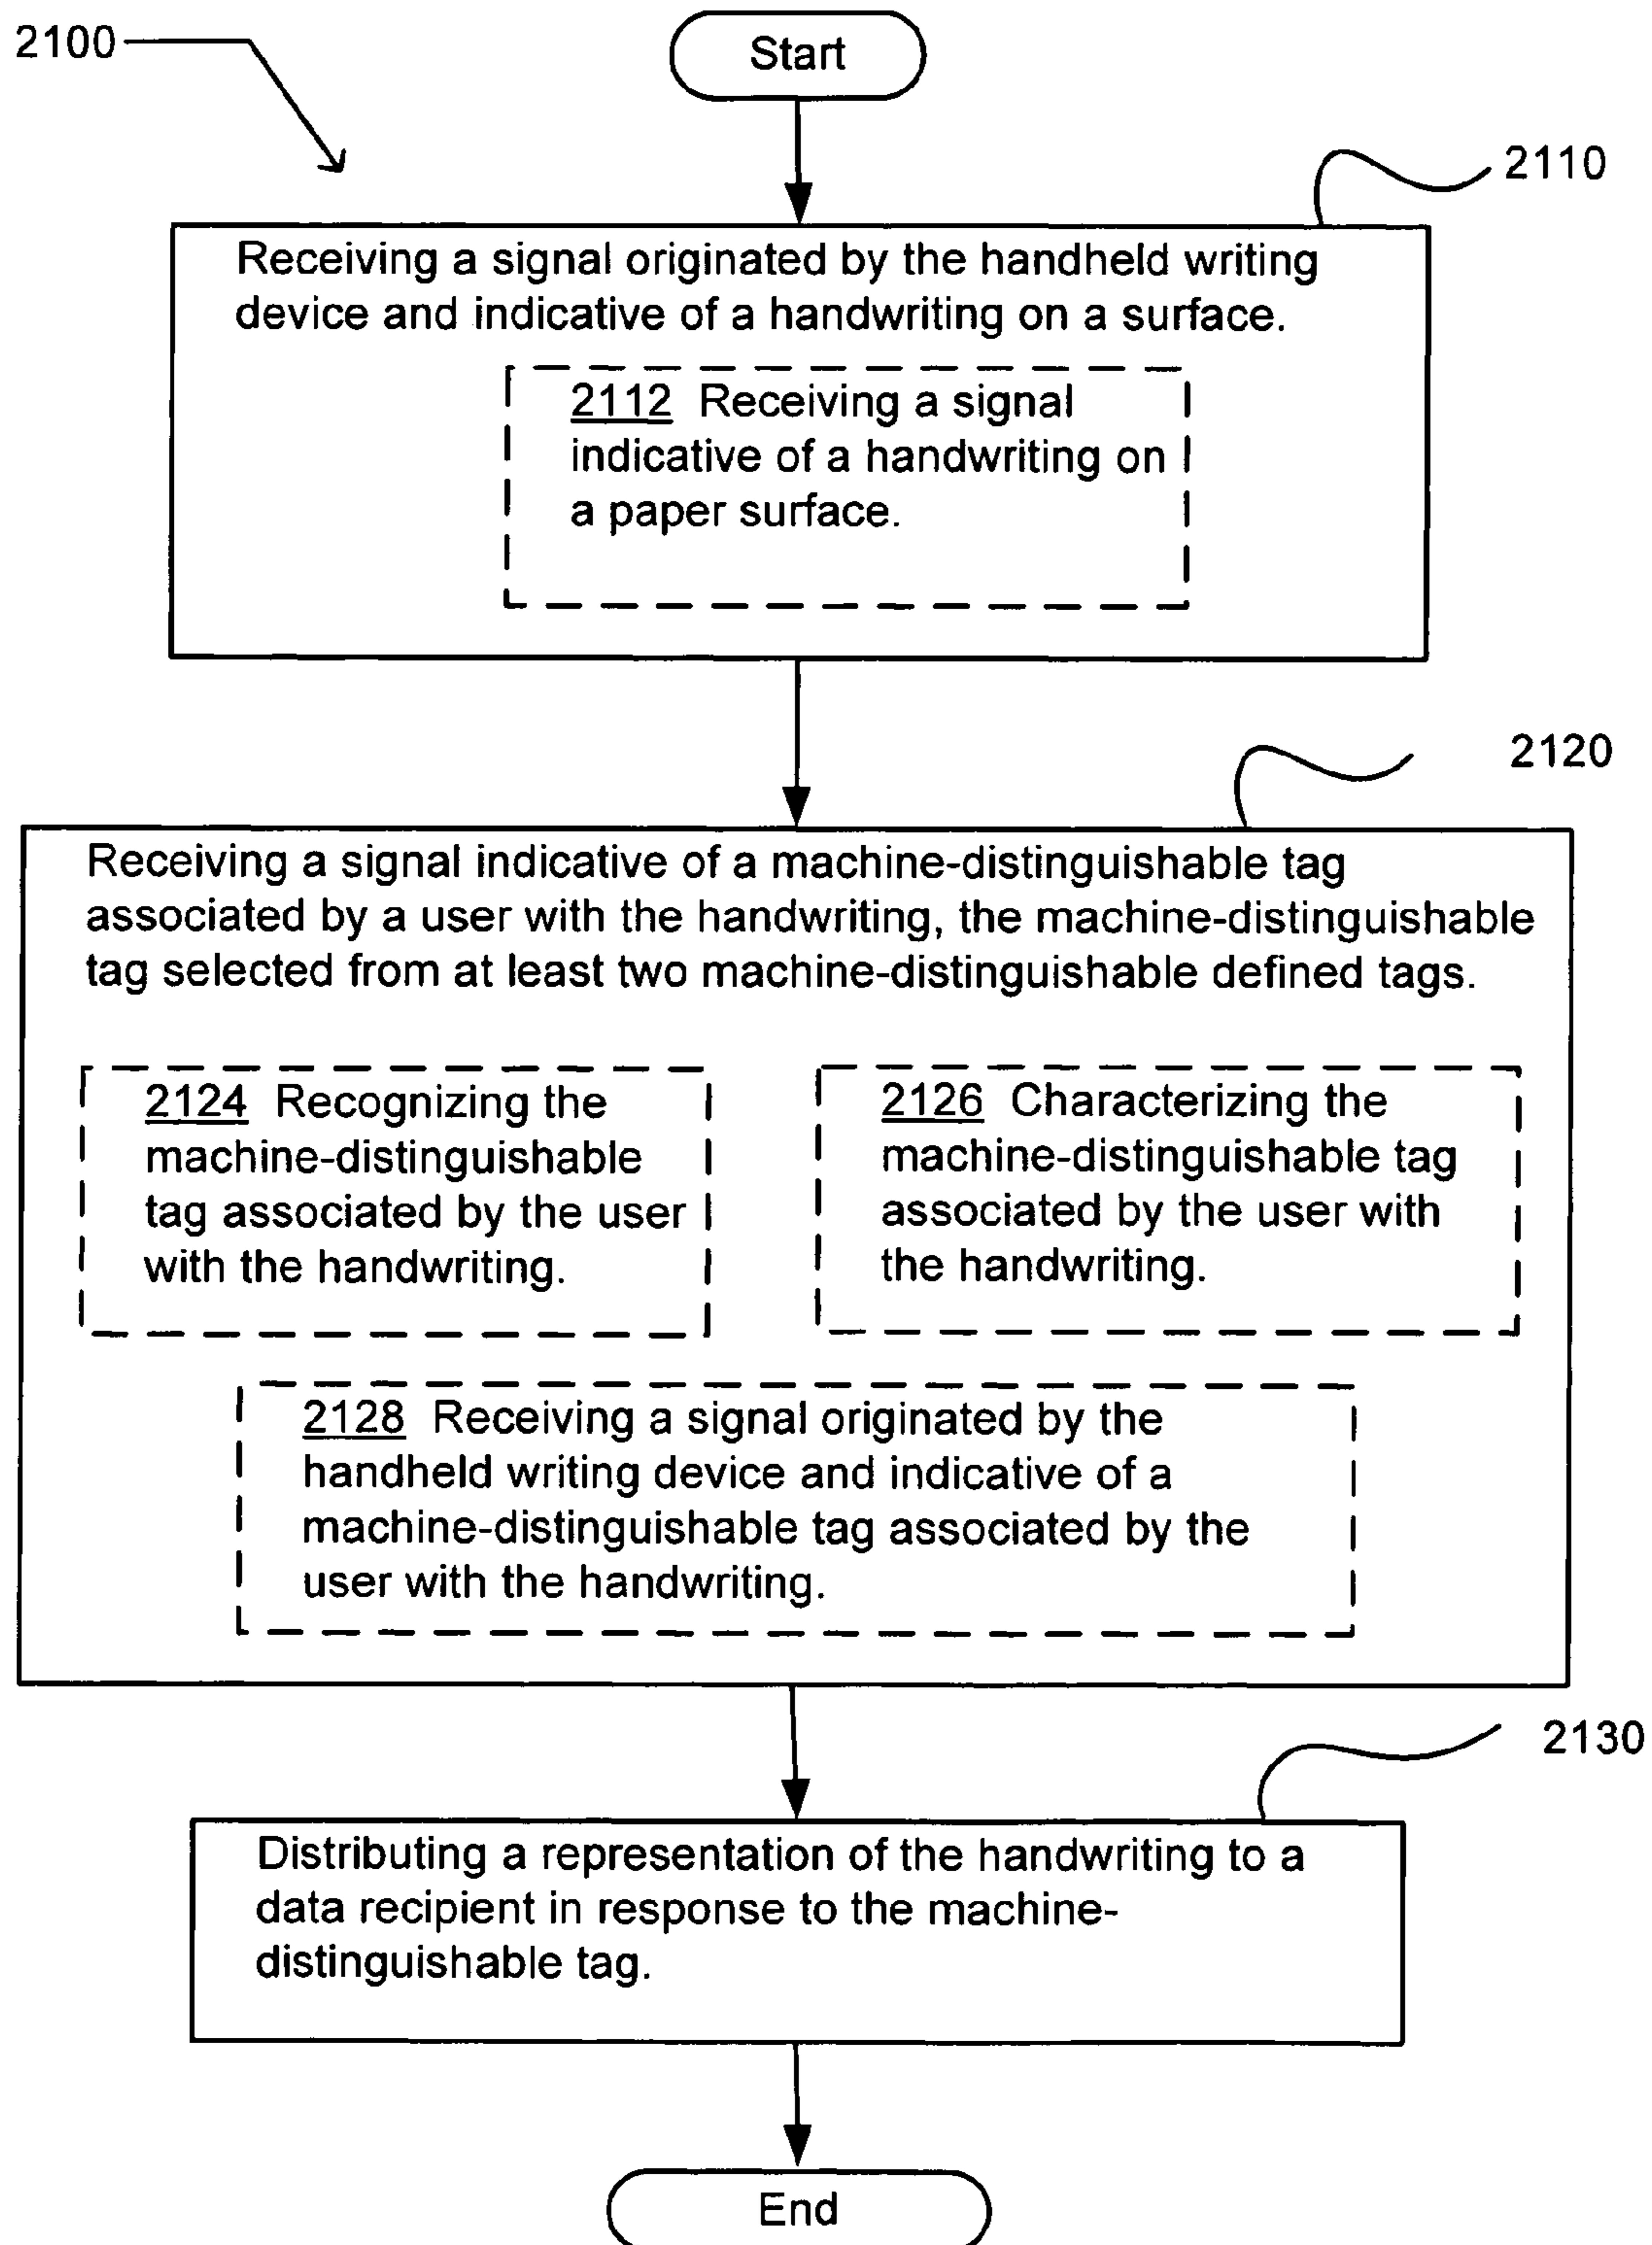 2100
Start
2110
Receiving a signal originated by the handheld writing
device and indicative of a handwriting on a surface.
2112 Receiving a signal
indicative of a handwriting on
a paper surface.
2120
Receiving a signal indicative of a machine-distinguishable tag
associated by a user with the handwriting, the machine-distinguishable
tag selected from at least two machine-distinguishable defined tags.
2124 Recognizing the
machine-distinguishable
tag associated by the user
with the handwriting.
2126 Characterizing the
machine-distinguishable tag
associated by the user with
the handwriting.
2128 Receiving a signal originated by the
handheld writing device and indicative of a
machine-distinguishable tag associated by the
user with the handwriting.
2130
Distributing a representation of the handwriting to a
data recipient in response to the machine-
distinguishable tag.
End